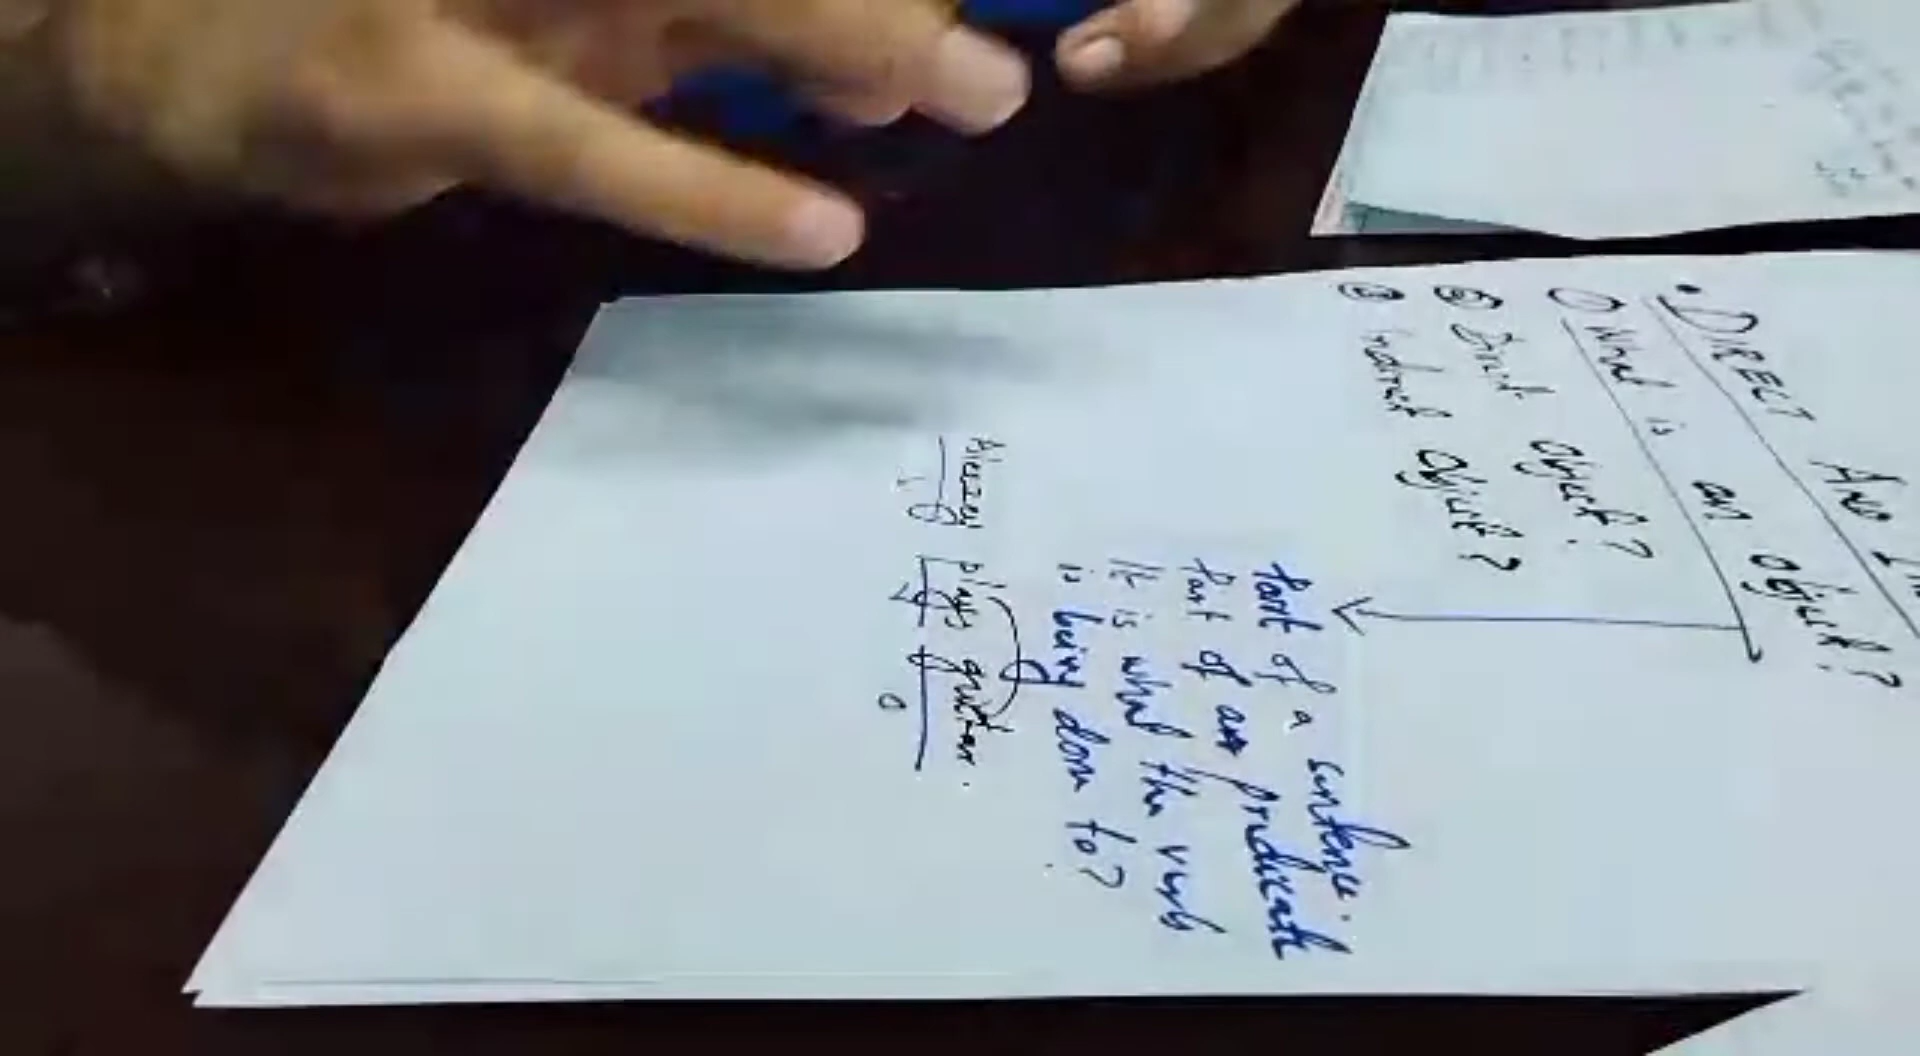 • DIRECT AND
① What is an object?
② Direct object?
③ Indirect object?
Part of a sentence.
Part of a predicate
It is what the verb
is being done to?
plays guitar.
S V O